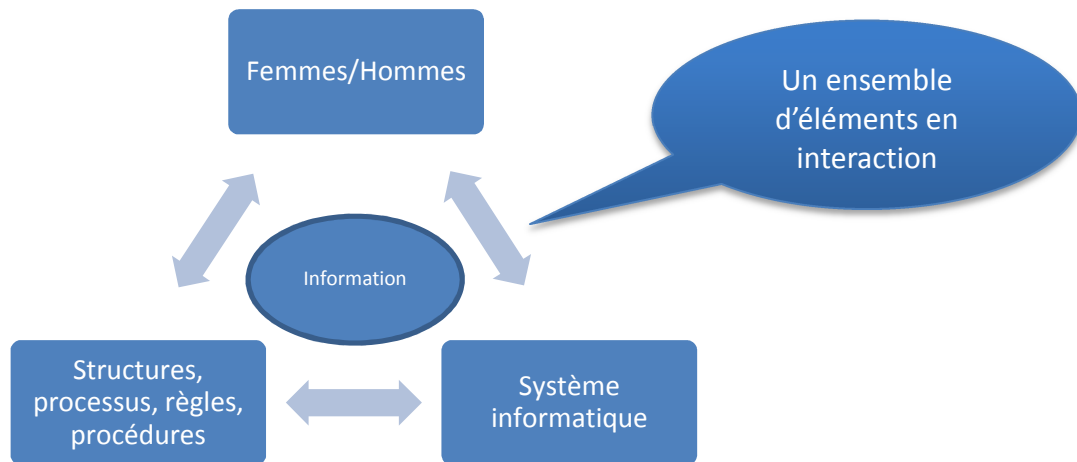 Femmes/Hommes
Un ensemble
d’éléments en
interaction
Information
Structures,
processus, règles,
procédures
Système
informatique